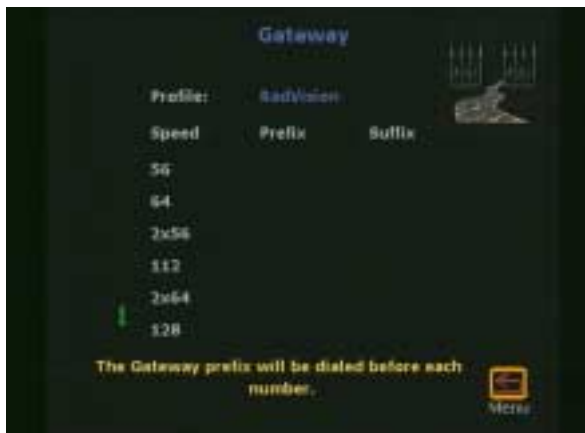 Gateway
Profile: RadVision
Speed Prefix Suffix
56
64
2x56
112
2x64
128
The Gateway prefix will be dialed before each
number.
Menu